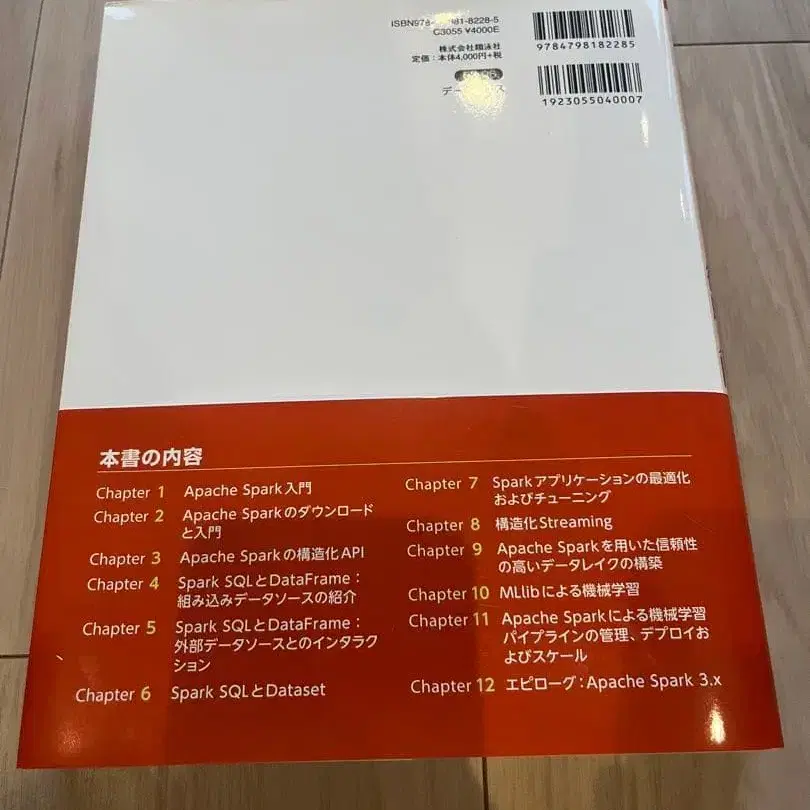 ISBN978- 981-8228-5
C3055 ¥4000E
株式会社翔泳社
定価：本体4,000円+税
デー ス
9784798182285
1923055040007
本書の内容
Chapter 1 Apache Spark入門
Chapter 2 Apache Sparkのダウンロード
と入門
Chapter 3 Apache Sparkの構造化API
Chapter 4 Spark SQLとDataFrame：
組み込みデータソースの紹介
Chapter 5 Spark SQLとDataFrame：
外部データソースとのインタラク
ション
Chapter 6 Spark SQLとDataset
Chapter 7 Sparkアプリケーションの最適化
およびチューニング
Chapter 8 構造化Streaming
Chapter 9 Apache Sparkを用いた信頼性
の高いデータレイクの構築
Chapter 10 MLlibによる機械学習
Chapter 11 Apache Sparkによる機械学習
パイプラインの管理、デプロイお
よびスケール
Chapter 12 エピローグ：Apache Spark 3.x